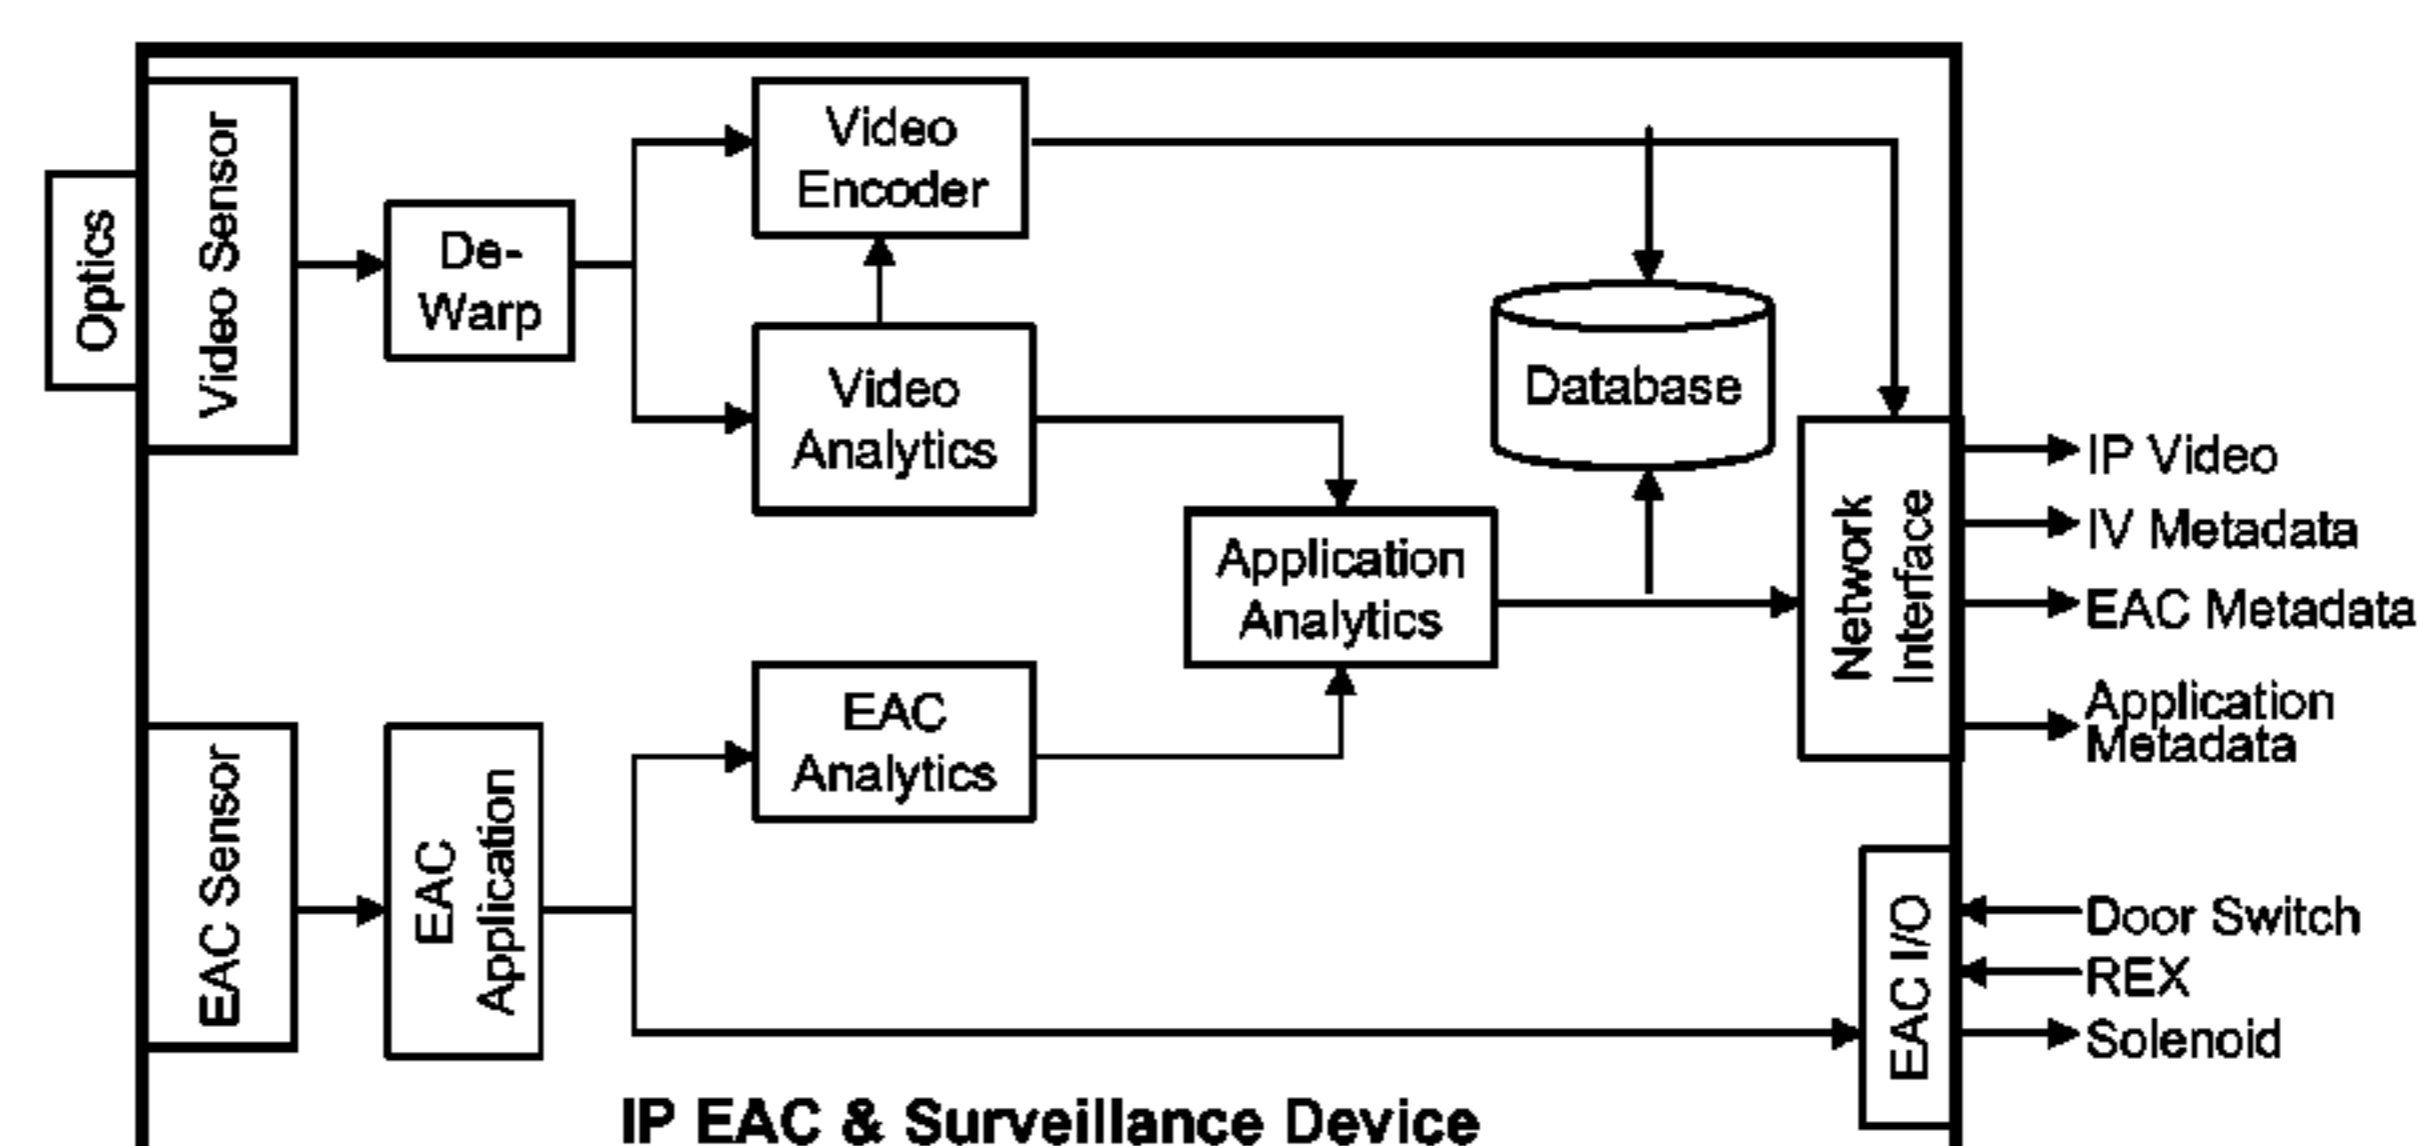 Optics
Video Sensor
De-
Warp
Video
Encoder
Video
Analytics
Database
Application
Analytics
Network
Interface
IP Video
IV Metadata
EAC Metadata
Application
Metadata
EAC Sensor
EAC
Application
EAC
Analytics
EAC I/O
Door Switch
REX
Solenoid
IP EAC & Surveillance Device